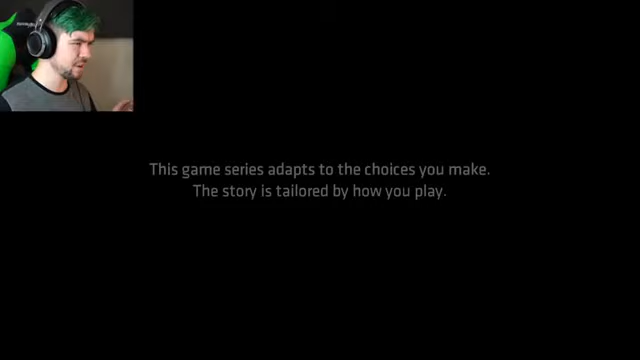 This game series adapts to the choices you make.
The story is tailored by how you play.